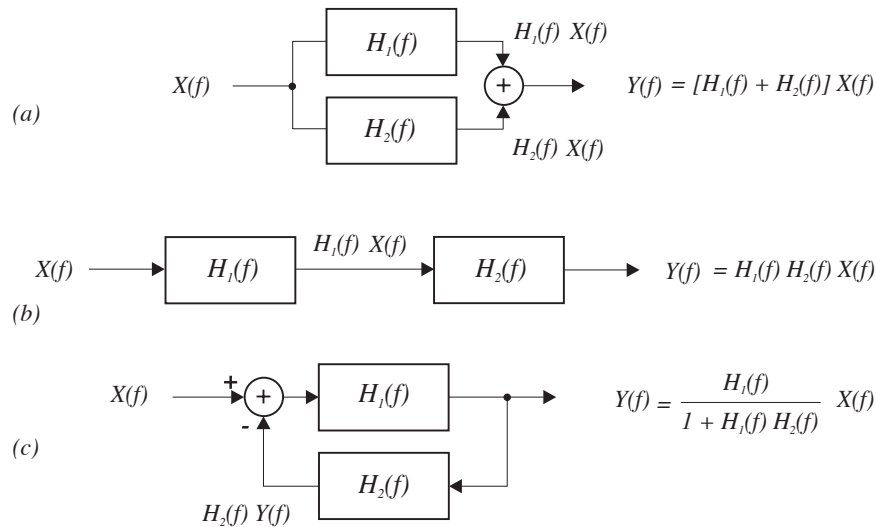 H₁(f)
H₁(f) X(f)
X(f)
+
Y(f) = [H₁(f) + H₂(f)] X(f)
(a)
H₂(f)
H₂(f) X(f)
X(f)
H₁(f)
H₁(f) X(f)
H₂(f)
Y(f) = H₁(f) H₂(f) X(f)
(b)
X(f)
+
+
-
H₁(f)
Y(f) = H₁(f)
1 + H₁(f) H₂(f)
X(f)
(c)
H₂(f)
H₂(f) Y(f)